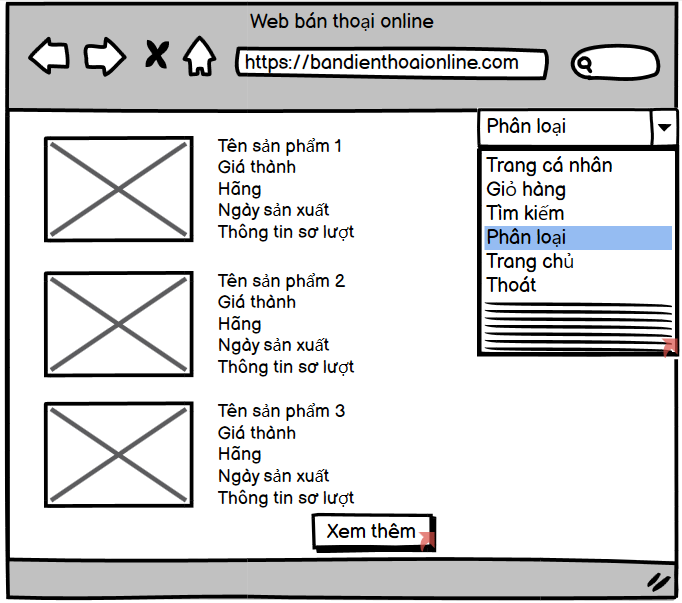 Web bán thoại online
https://bandienthoaionline.com
Phân loại
Trang cá nhân
Giỏ hàng
Tìm kiếm
Phân loại
Trang chủ
Thoát
Tên sản phẩm 1
Giá thành
Hãng
Ngày sản xuất
Thông tin sơ lượt
Tên sản phẩm 2
Giá thành
Hãng
Ngày sản xuất
Thông tin sơ lượt
Tên sản phẩm 3
Giá thành
Hãng
Ngày sản xuất
Thông tin sơ lượt
Xem thêm